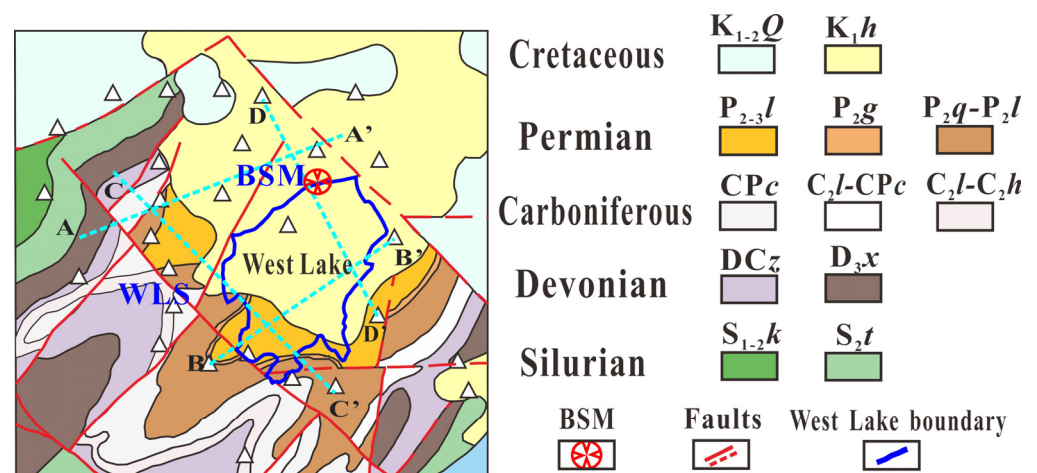 D
A'
BSM
C
A
West Lake
B'
WLS
D'
B
C'
K₁₋₂Q K₁h
Cretaceous
P₂₋₃l P₂g P₂q-P₂l
Permian
CPc C₂l-CPc C₂l-C₂h
Carboniferous
DCz D₃x
Devonian
S₁₋₂k S₂t
Silurian
BSM Faults West Lake boundary